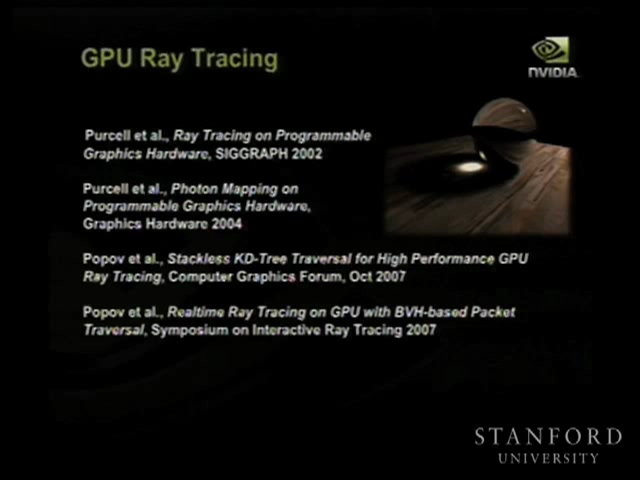 GPU Ray Tracing
NVIDIA
Purcell et al., Ray Tracing on Programmable
Graphics Hardware, SIGGRAPH 2002
Purcell et al., Photon Mapping on
Programmable Graphics Hardware,
Graphics Hardware 2004
Popov et al., Stackless KD-Tree Traversal for High Performance GPU
Ray Tracing, Computer Graphics Forum, Oct 2007
Popov et al., Realtime Ray Tracing on GPU with BVH-based Packet
Traversal, Symposium on Interactive Ray Tracing 2007
STANFORD
UNIVERSITY